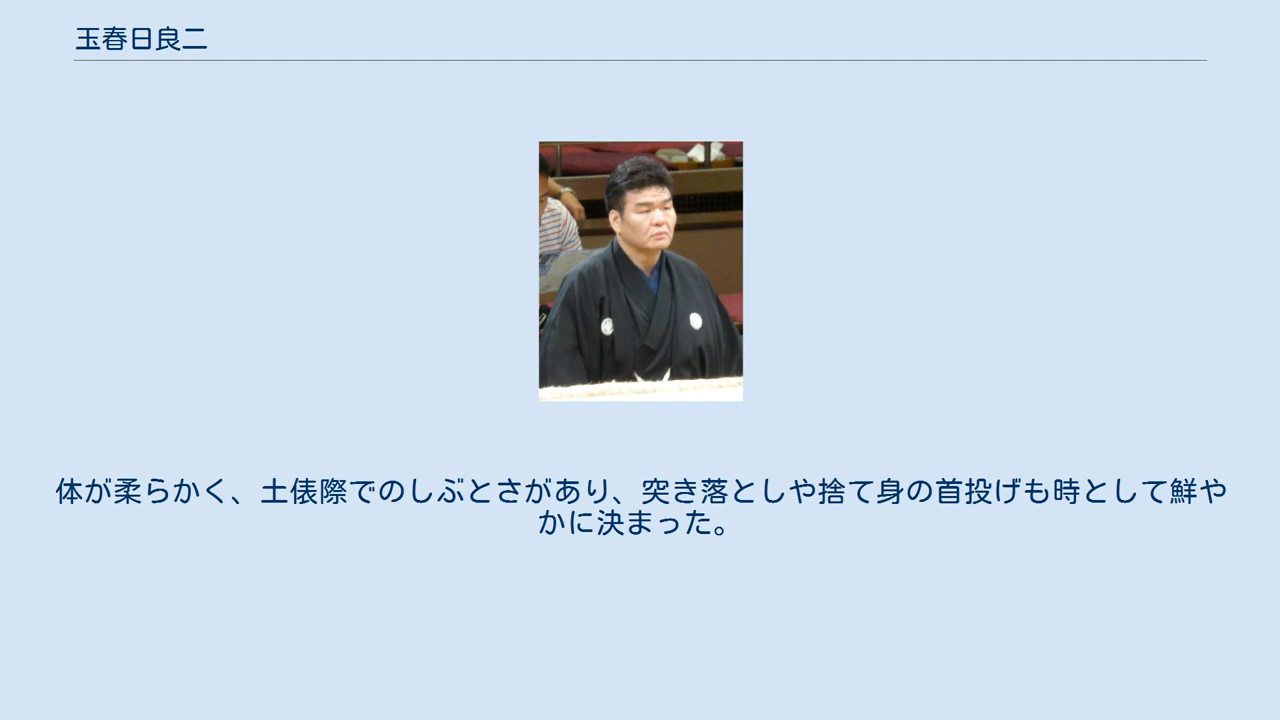 玉春日良二
体が柔らかく、土俵際でのしぶとさがあり、突き落としや捨て身の首投げも時として鮮や
かに決まった。